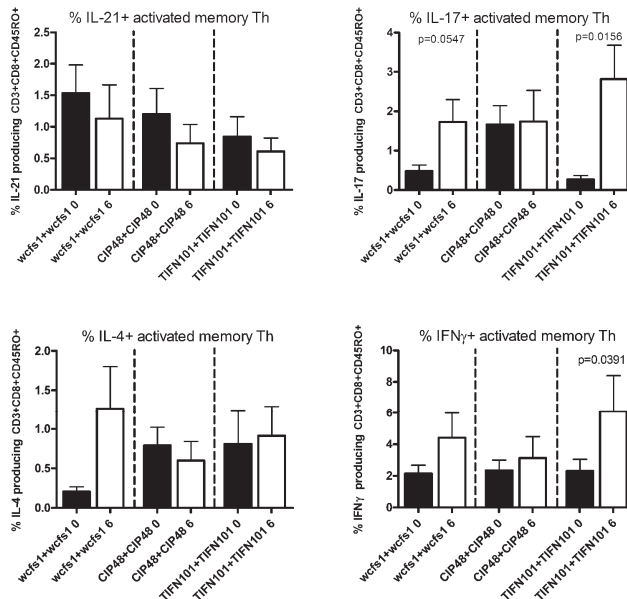 % IL-21+ activated memory Th
% IL-21 producing CD3+CD8+CD45RO+
2.5
2.0
1.5
1.0
0.5
0.0
wcfs1+wcfs1 0
wcfs1+wcfs1 6
CIP48+CIP48 0
CIP48+CIP48 6
TIFN101+TIFN101 0
TIFN101+TIFN101 6
% IL-17+ activated memory Th
% IL-17 producing CD3+CD8+CD45RO+
p=0.0547
p=0.0156
4
3
2
1
0
wcfs1+wcfs1 0
wcfs1+wcfs1 6
CIP48+CIP48 0
CIP48+CIP48 6
TIFN101+TIFN101 0
TIFN101+TIFN101 6
% IL-4+ activated memory Th
% IL-4 producing CD3+CD8+CD45RO+
2.0
1.5
1.0
0.5
0.0
wcfs1+wcfs1 0
wcfs1+wcfs1 6
CIP48+CIP48 0
CIP48+CIP48 6
TIFN101+TIFN101 0
TIFN101+TIFN101 6
% IFNγ+ activated memory Th
% IFNγ producing CD3+CD8+CD45RO+
p=0.0391
10
8
6
4
2
0
wcfs1+wcfs1 0
wcfs1+wcfs1 6
CIP48+CIP48 0
CIP48+CIP48 6
TIFN101+TIFN101 0
TIFN101+TIFN101 6